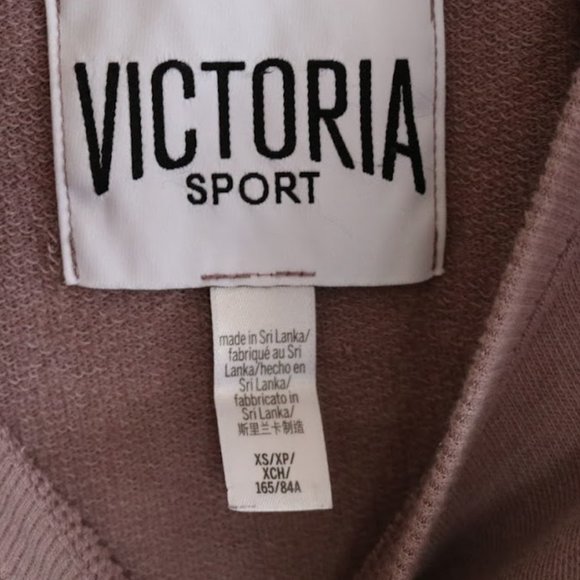 VICTORIA
SPORT
made in Sri Lanka/
fabriqué au Sri
Lanka/hecho en
Sri Lanka/
fabbricato in
Sri Lanka/
斯里兰卡制造
XS/XP/
XCH/
165/84A